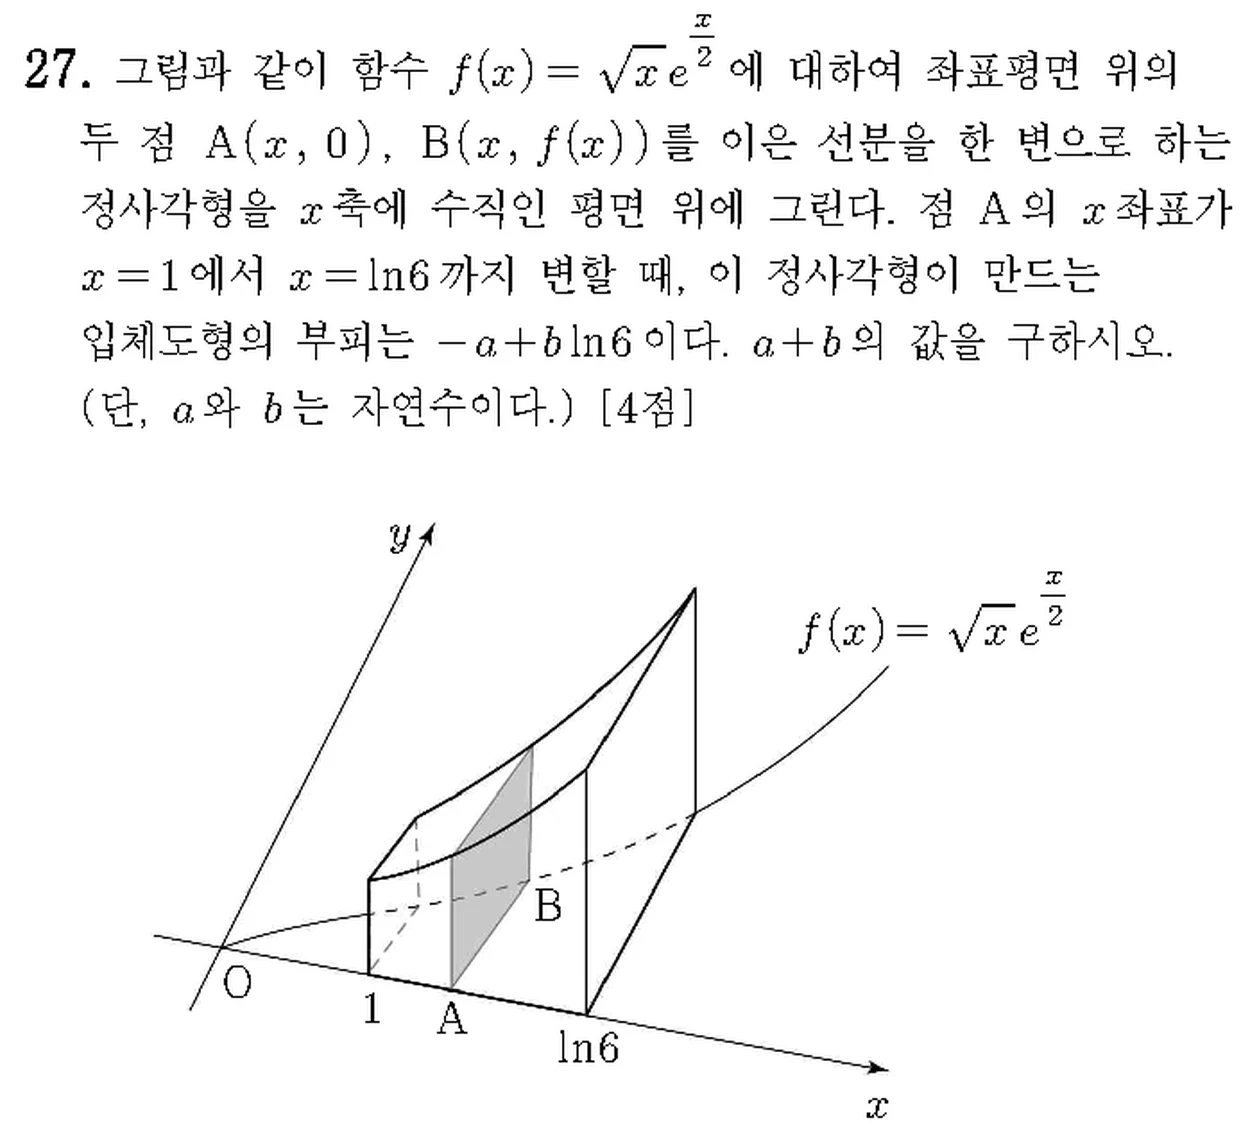 27. 그림과 같이 함수 f(x) = √x e^{x/2} 에 대하여 좌표평면 위의
두 점 A(x, 0), B(x, f(x))를 이은 선분을 한 변으로 하는
정사각형을 x축에 수직인 평면 위에 그린다. 점 A의 x좌표가
x = 1에서 x = ln6까지 변할 때, 이 정사각형이 만드는
입체도형의 부피는 -a+b ln6이다. a+b의 값을 구하시오.
(단, a와 b는 자연수이다.) [4점]
y
f(x) = √x e^{x/2}
B
O
1
A
ln6
x